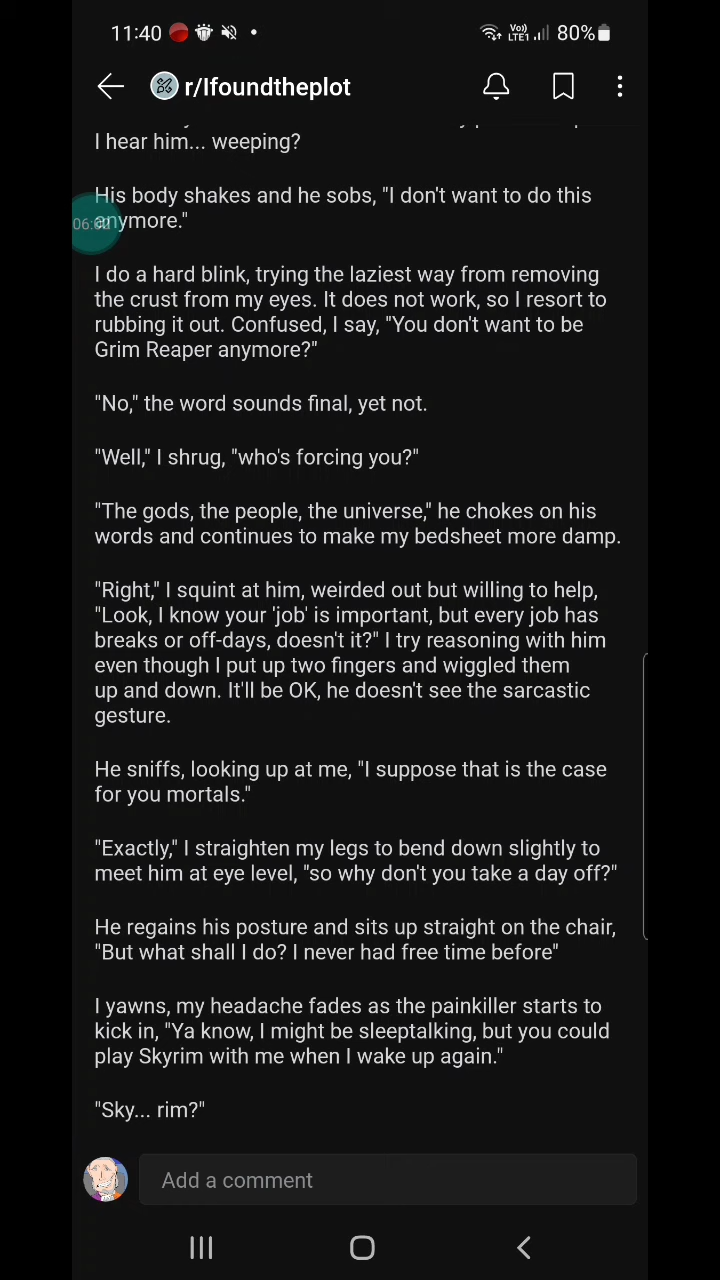 11:40
Vo)) LTE1 80%
r/Ifoundtheplot
I hear him... weeping?
His body shakes and he sobs, "I don't want to do this
anymore."
06:02
I do a hard blink, trying the laziest way from removing
the crust from my eyes. It does not work, so I resort to
rubbing it out. Confused, I say, "You don't want to be
Grim Reaper anymore?"
"No," the word sounds final, yet not.
"Well," I shrug, "who's forcing you?"
"The gods, the people, the universe," he chokes on his
words and continues to make my bedsheet more damp.
"Right," I squint at him, weirded out but willing to help,
"Look, I know your 'job' is important, but every job has
breaks or off-days, doesn't it?" I try reasoning with him
even though I put up two fingers and wiggled them
up and down. It'll be OK, he doesn't see the sarcastic
gesture.
He sniffs, looking up at me, "I suppose that is the case
for you mortals."
"Exactly," I straighten my legs to bend down slightly to
meet him at eye level, "so why don't you take a day off?"
He regains his posture and sits up straight on the chair,
"But what shall I do? I never had free time before"
I yawns, my headache fades as the painkiller starts to
kick in, "Ya know, I might be sleeptalking, but you could
play Skyrim with me when I wake up again."
"Sky... rim?"
Add a comment